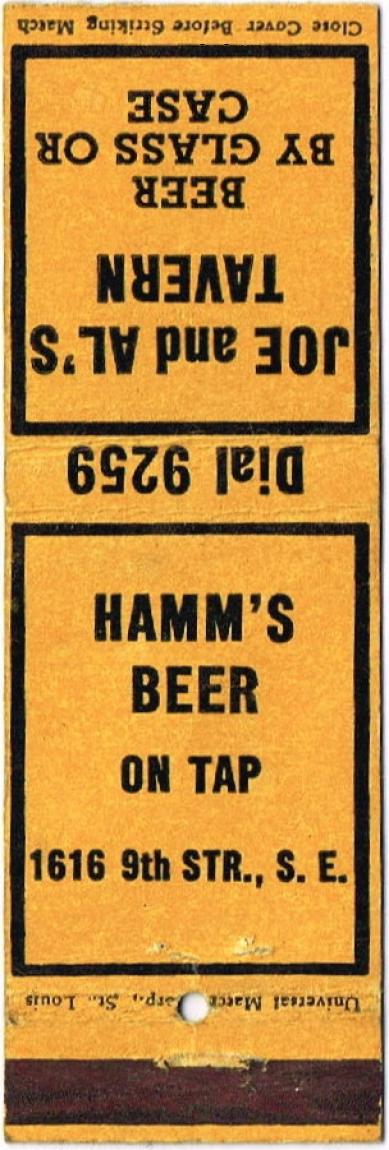 Close Cover Before Striking Match
JOE and AL'S
TAVERN
BEER
BY GLASS OR
CASE
Dial 9259
HAMM'S
BEER
ON TAP
1616 9th STR., S. E.
Universal Match Corp., St. Louis